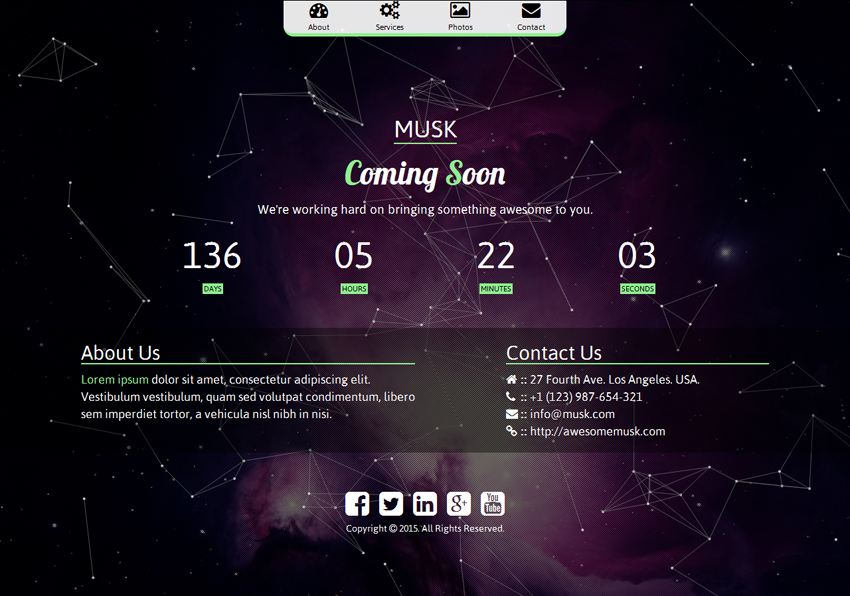 About Services Photos Contact
MUSK
Coming Soon
We're working hard on bringing something awesome to you.
136 05 22 03
DAYS HOURS MINUTES SECONDS
About Us
Lorem ipsum dolor sit amet, consectetur adipiscing elit.
Vestibulum vestibulum, quam sed volutpat condimentum, libero
sem imperdiet tortor, a vehicula nisl nibh in nisi.
Contact Us
:: 27 Fourth Ave. Los Angeles. USA.
:: +1 (123) 987-654-321
:: info@musk.com
:: http://awesomemusk.com
f in g+ You Tube
Copyright © 2015. All Rights Reserved.